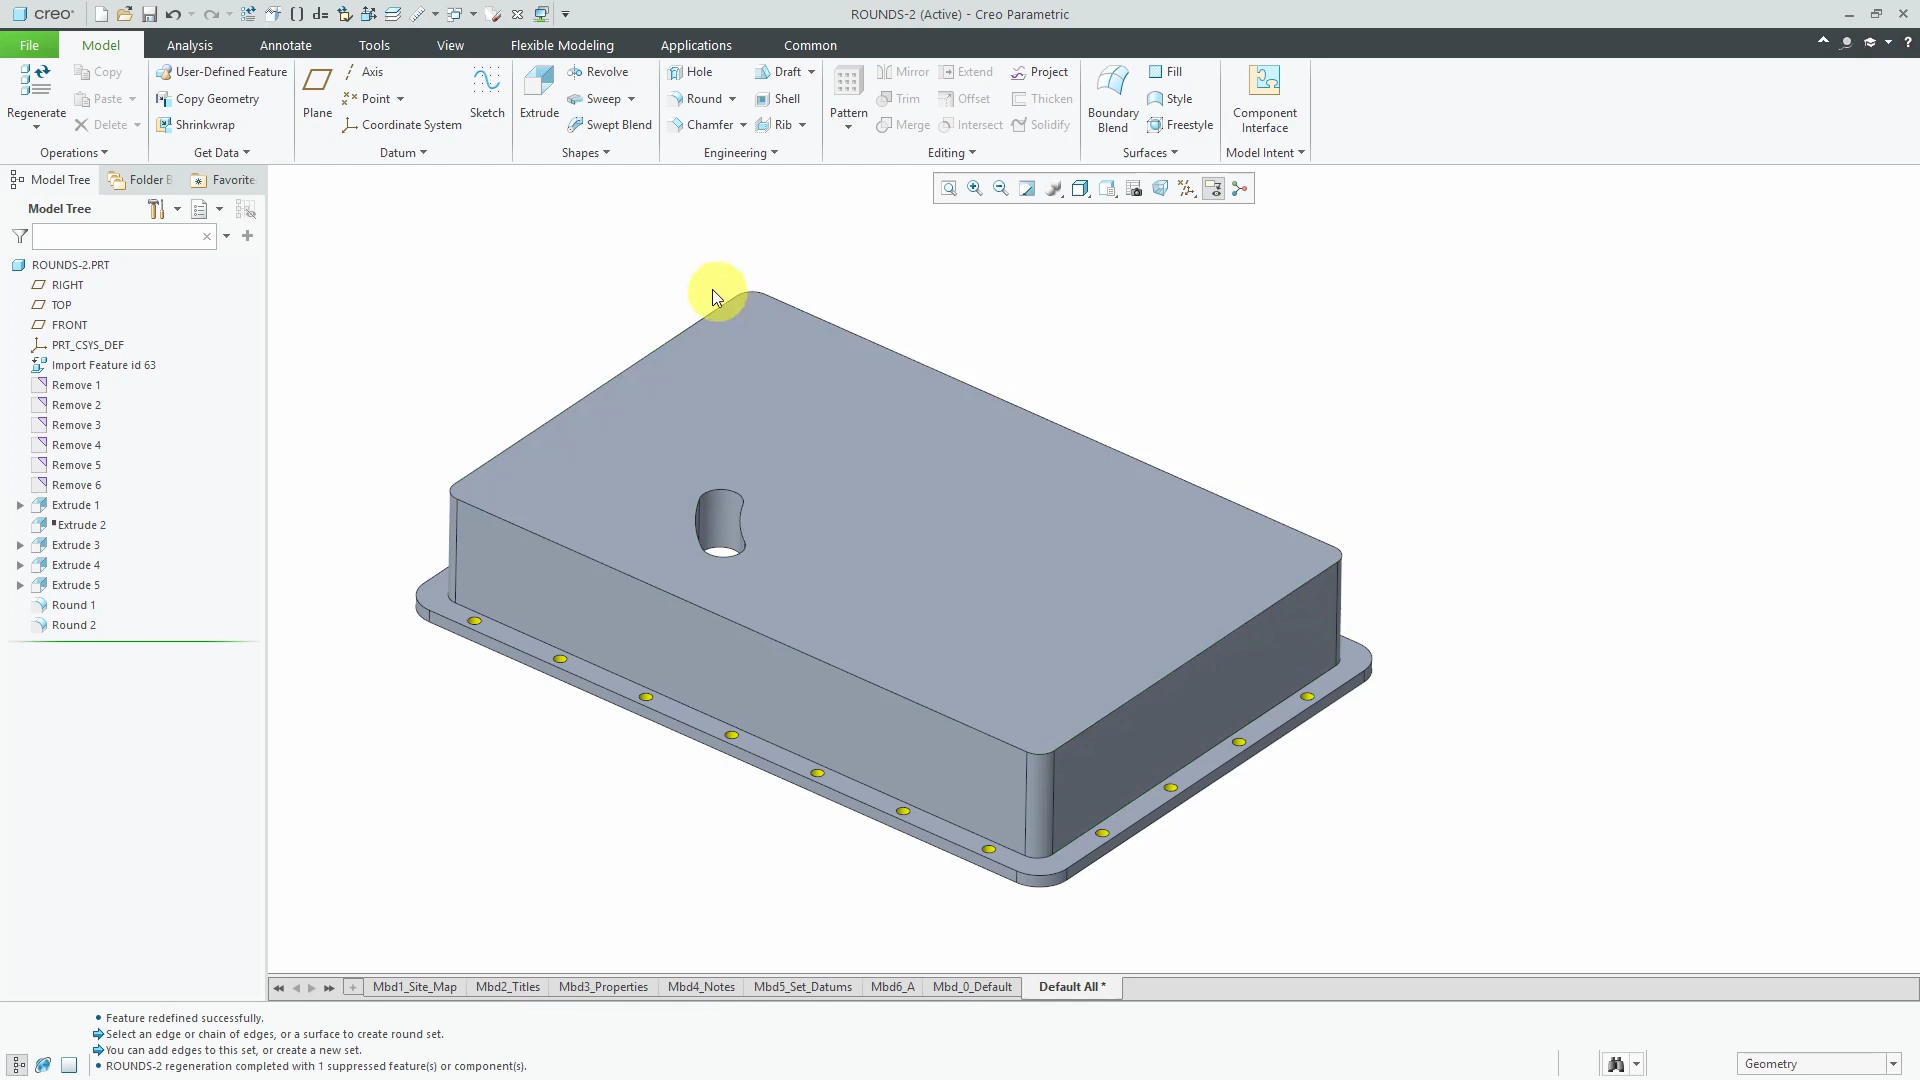 creo
ROUNDS-2 (Active) - Creo Parametric
File Model Analysis Annotate Tools View Flexible Modeling Applications Common
Regenerate
Copy
Paste
Delete
Operations
User-Defined Feature
Copy Geometry
Shrinkwrap
Get Data
Plane
Axis
Point
Coordinate System
Sketch
Datum
Extrude
Revolve
Sweep
Swept Blend
Shapes
Hole
Round
Chamfer
Draft
Shell
Rib
Engineering
Pattern
Mirror
Trim
Merge
Extend
Offset
Intersect
Project
Thicken
Solidify
Editing
Boundary
Blend
Fill
Style
Freestyle
Surfaces
Component
Interface
Model Intent
Model Tree Folder B Favorite
Model Tree
ROUNDS-2.PRT
RIGHT
TOP
FRONT
PRT_CSYS_DEF
Import Feature id 63
Remove 1
Remove 2
Remove 3
Remove 4
Remove 5
Remove 6
Extrude 1
Extrude 2
Extrude 3
Extrude 4
Extrude 5
Round 1
Round 2
Mbd1_Site_Map Mbd2_Titles Mbd3_Properties Mbd4_Notes Mbd5_Set_Datums Mbd6_A Mbd_0_Default Default All *
• Feature redefined successfully.
Select an edge or chain of edges, or a surface to create round set.
You can add edges to this set, or create a new set.
• ROUNDS-2 regeneration completed with 1 suppressed feature(s) or component(s).
Geometry